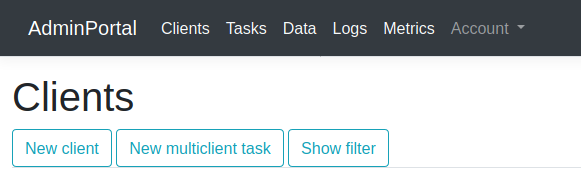 AdminPortal Clients Tasks Data Logs Metrics Account
Clients
New client New multiclient task Show filter